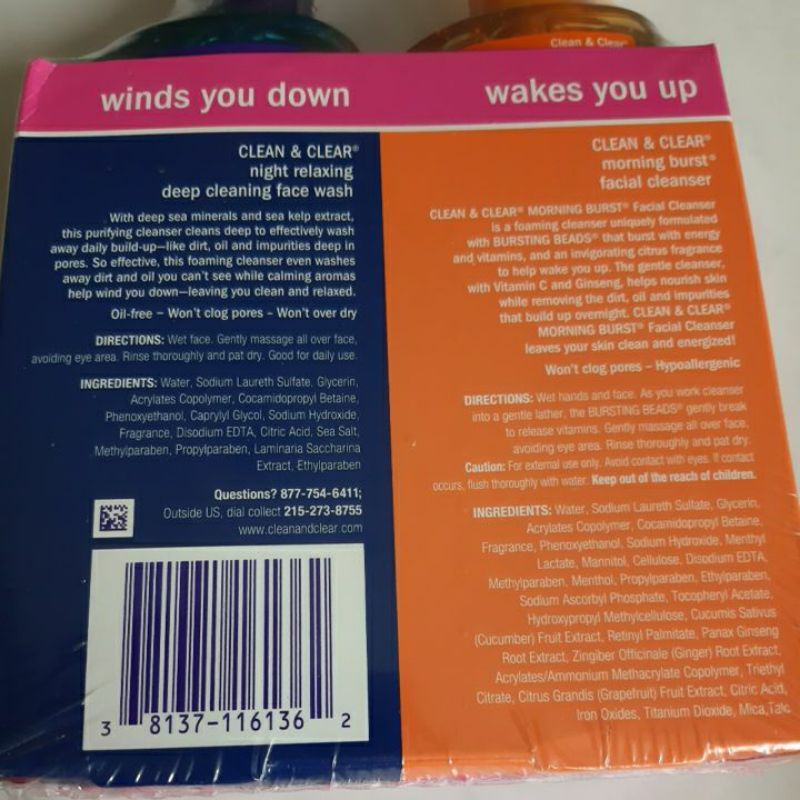 Clean & Clear
winds you down
wakes you up
CLEAN & CLEAR®
night relaxing
deep cleaning face wash
With deep sea minerals and sea kelp extract,
this purifying cleanser cleans deep to effectively wash
away daily build-up—like dirt, oil and impurities deep in
pores. So effective, this foaming cleanser even washes
away dirt and oil you can't see while calming aromas
help wind you down—leaving you clean and relaxed.
Oil-free – Won't clog pores – Won't over dry
DIRECTIONS: Wet face. Gently massage all over face,
avoiding eye area. Rinse thoroughly and pat dry. Good for daily use.
INGREDIENTS: Water, Sodium Laureth Sulfate, Glycerin,
Acrylates Copolymer, Cocamidopropyl Betaine,
Phenoxyethanol, Caprylyl Glycol, Sodium Hydroxide,
Fragrance, Disodium EDTA, Citric Acid, Sea Salt,
Methylparaben, Propylparaben, Laminaria Saccharina
Extract, Ethylparaben
Questions? 877-754-6411;
Outside US, dial collect 215-273-8755
www.cleanandclear.com
3 8137-116136 2
CLEAN & CLEAR®
morning burst®
facial cleanser
CLEAN & CLEAR® MORNING BURST® Facial Cleanser
is a foaming cleanser uniquely formulated
with BURSTING BEADS® that burst with energy
and vitamins, and an invigorating citrus fragrance
to help wake you up. The gentle cleanser,
with Vitamin C and Ginseng, helps nourish skin
while removing the dirt, oil and impurities
that build up overnight. CLEAN & CLEAR®
MORNING BURST® Facial Cleanser
leaves your skin clean and energized!
Won't clog pores – Hypoallergenic
DIRECTIONS: Wet hands and face. As you work cleanser
into a gentle lather, the BURSTING BEADS® gently break
to release vitamins. Gently massage all over face,
avoiding eye area. Rinse thoroughly and pat dry.
Caution: For external use only. Avoid contact with eyes. If contact
occurs, flush thoroughly with water. Keep out of the reach of children.
INGREDIENTS: Water, Sodium Laureth Sulfate, Glycerin,
Acrylates Copolymer, Cocamidopropyl Betaine,
Fragrance, Phenoxyethanol, Sodium Hydroxide, Menthyl
Lactate, Mannitol, Cellulose, Disodium EDTA,
Methylparaben, Menthol, Propylparaben, Ethylparaben,
Sodium Ascorbyl Phosphate, Tocopheryl Acetate,
Hydroxypropyl Methylcellulose, Cucumis Sativus
(Cucumber) Fruit Extract, Retinyl Palmitate, Panax Ginseng
Root Extract, Zingiber Officinale (Ginger) Root Extract,
Acrylates/Ammonium Methacrylate Copolymer, Triethyl
Citrate, Citrus Grandis (Grapefruit) Fruit Extract, Citric Acid,
Iron Oxides, Titanium Dioxide, Mica,Talc